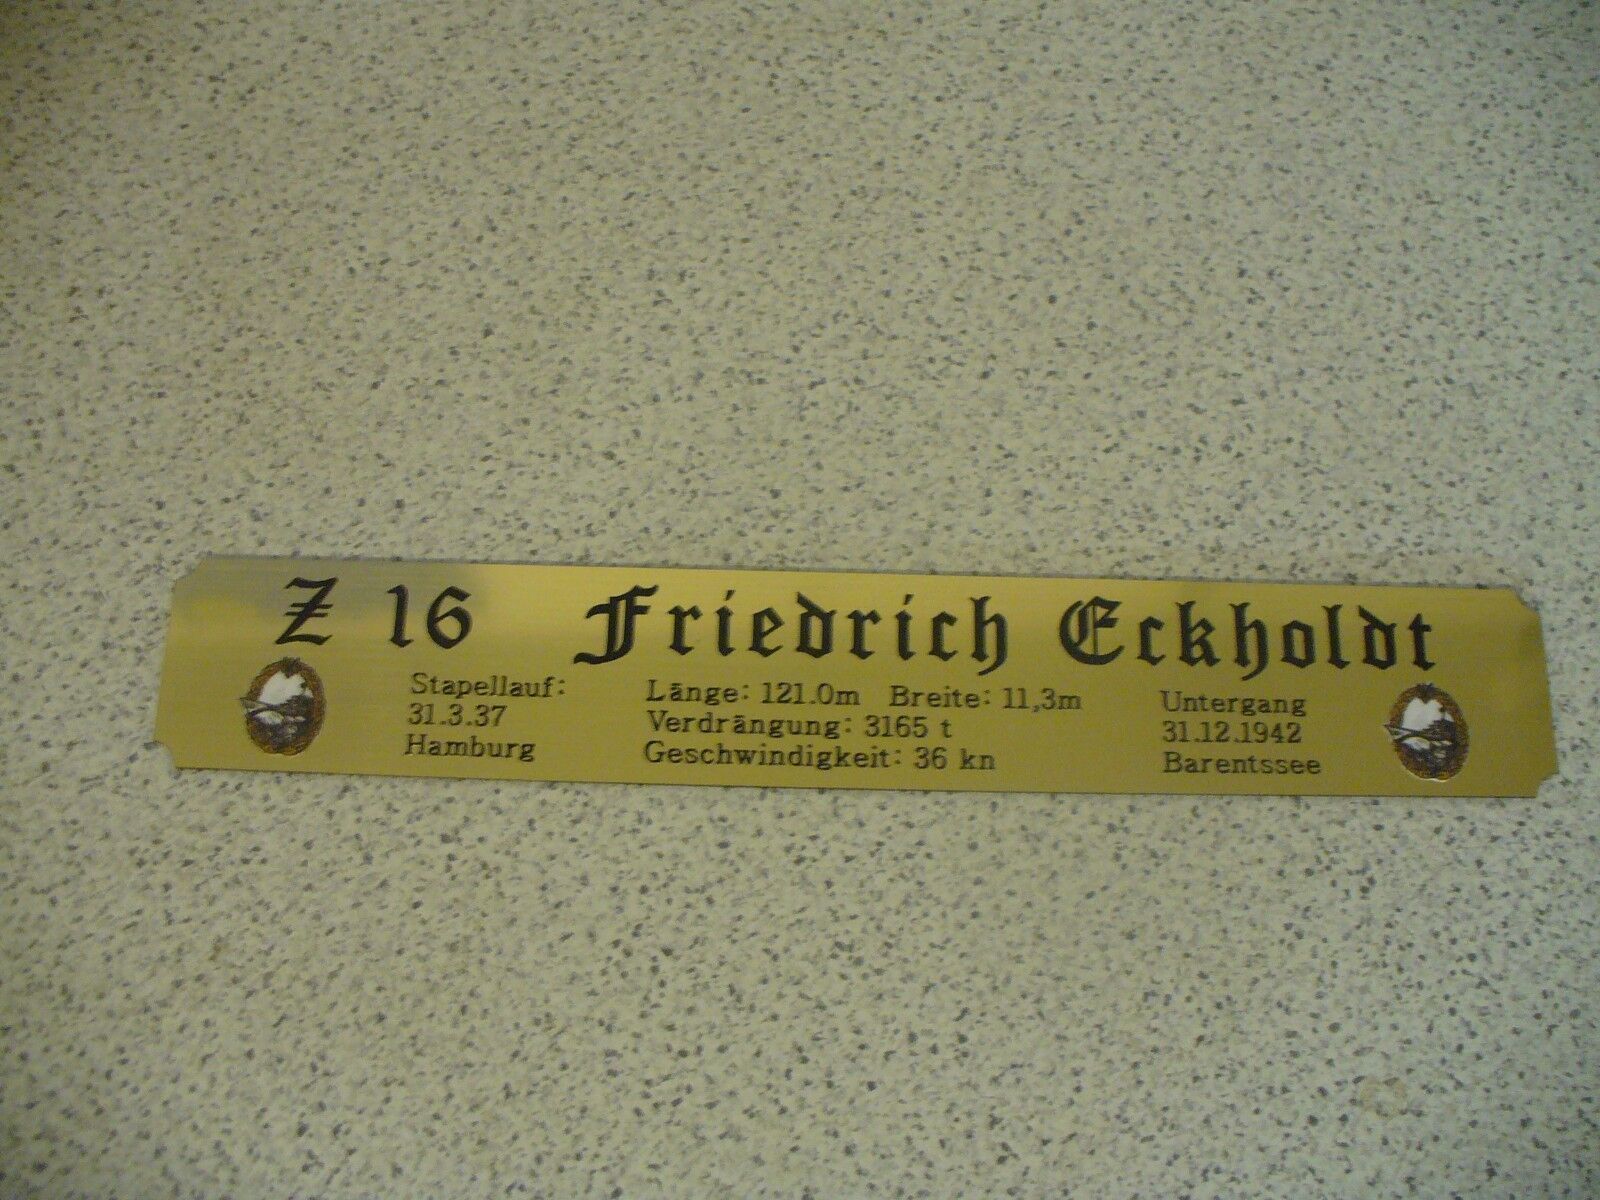 Z 16 Friedrich Eckholdt
Stapellauf:
31.3.37
Hamburg
Länge: 121.0m Breite: 11,3m
Verdrängung: 3165 t
Geschwindigkeit: 36 kn
Untergang
31.12.1942
Barentssee